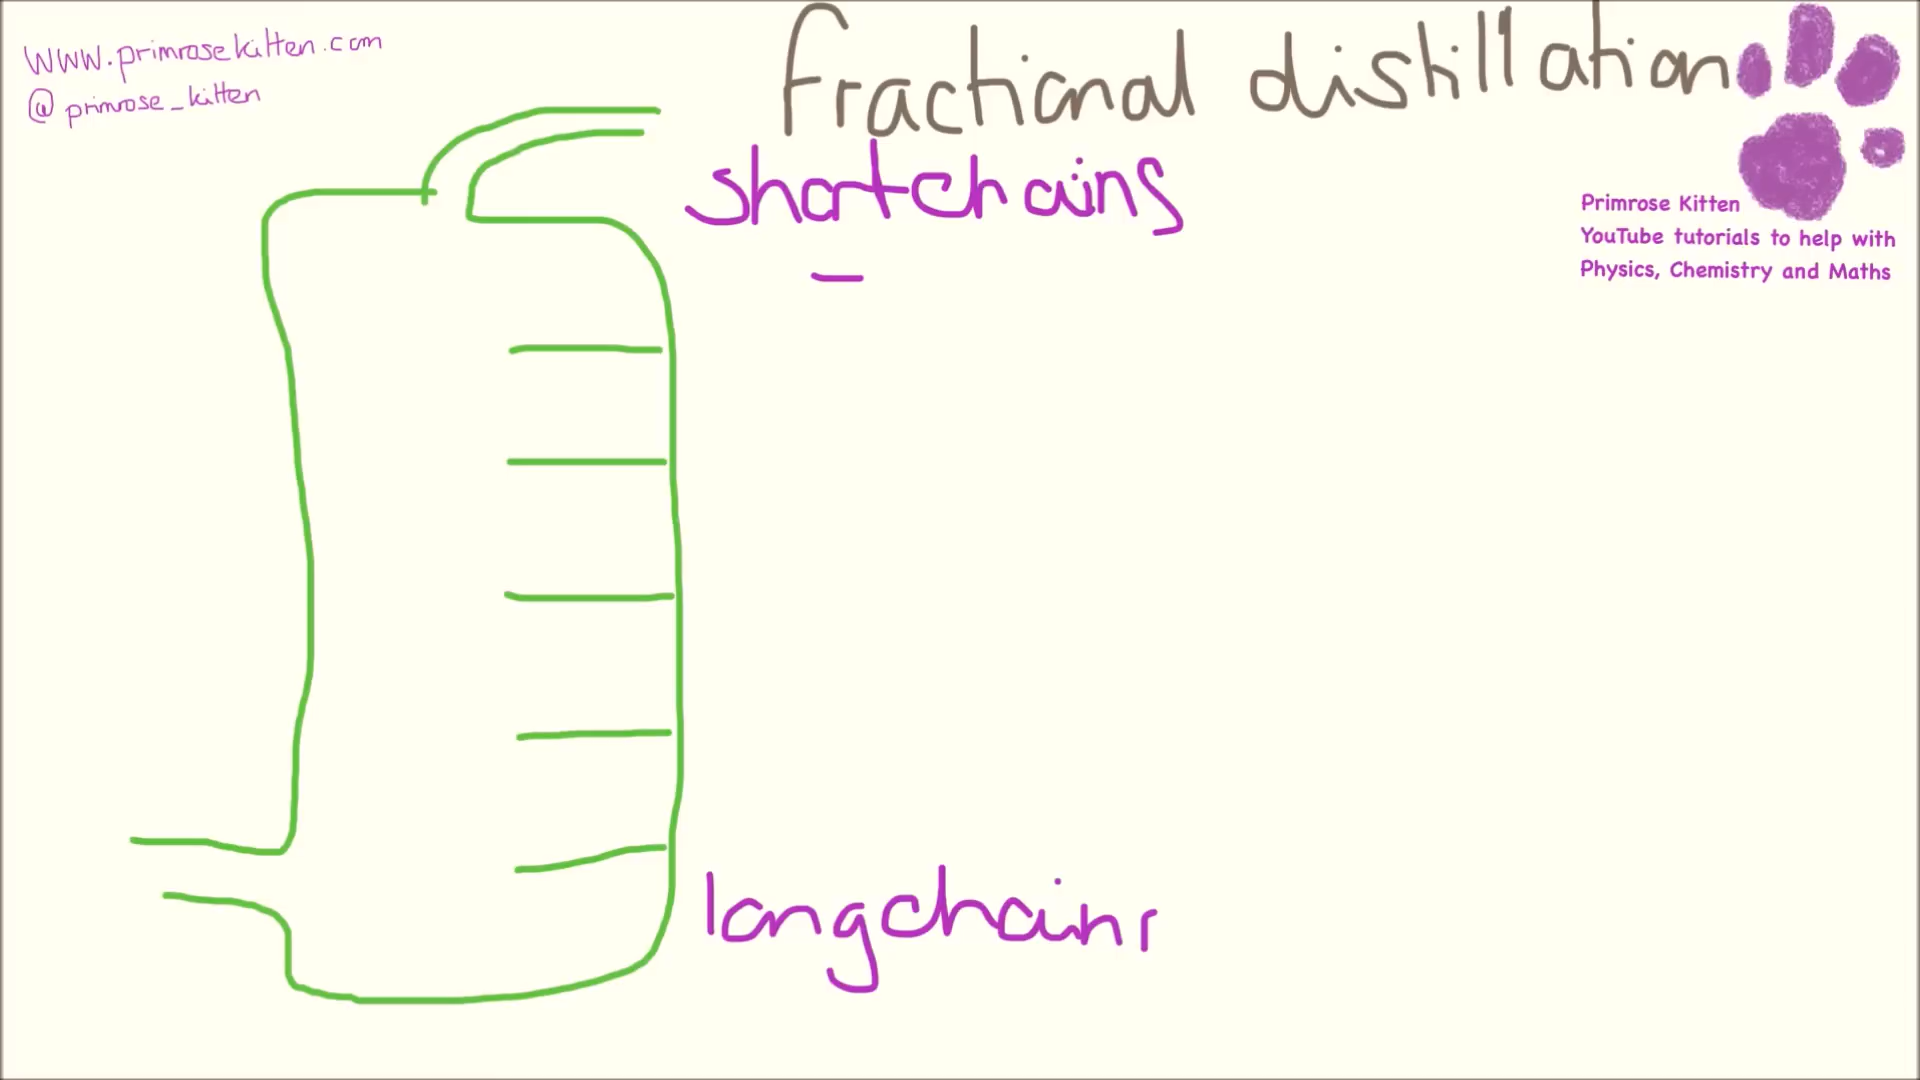 www.primrosekitten.com
@primrose_kitten
fractional distillation
short chains
-
Primrose Kitten
YouTube tutorials to help with
Physics, Chemistry and Maths
long chains